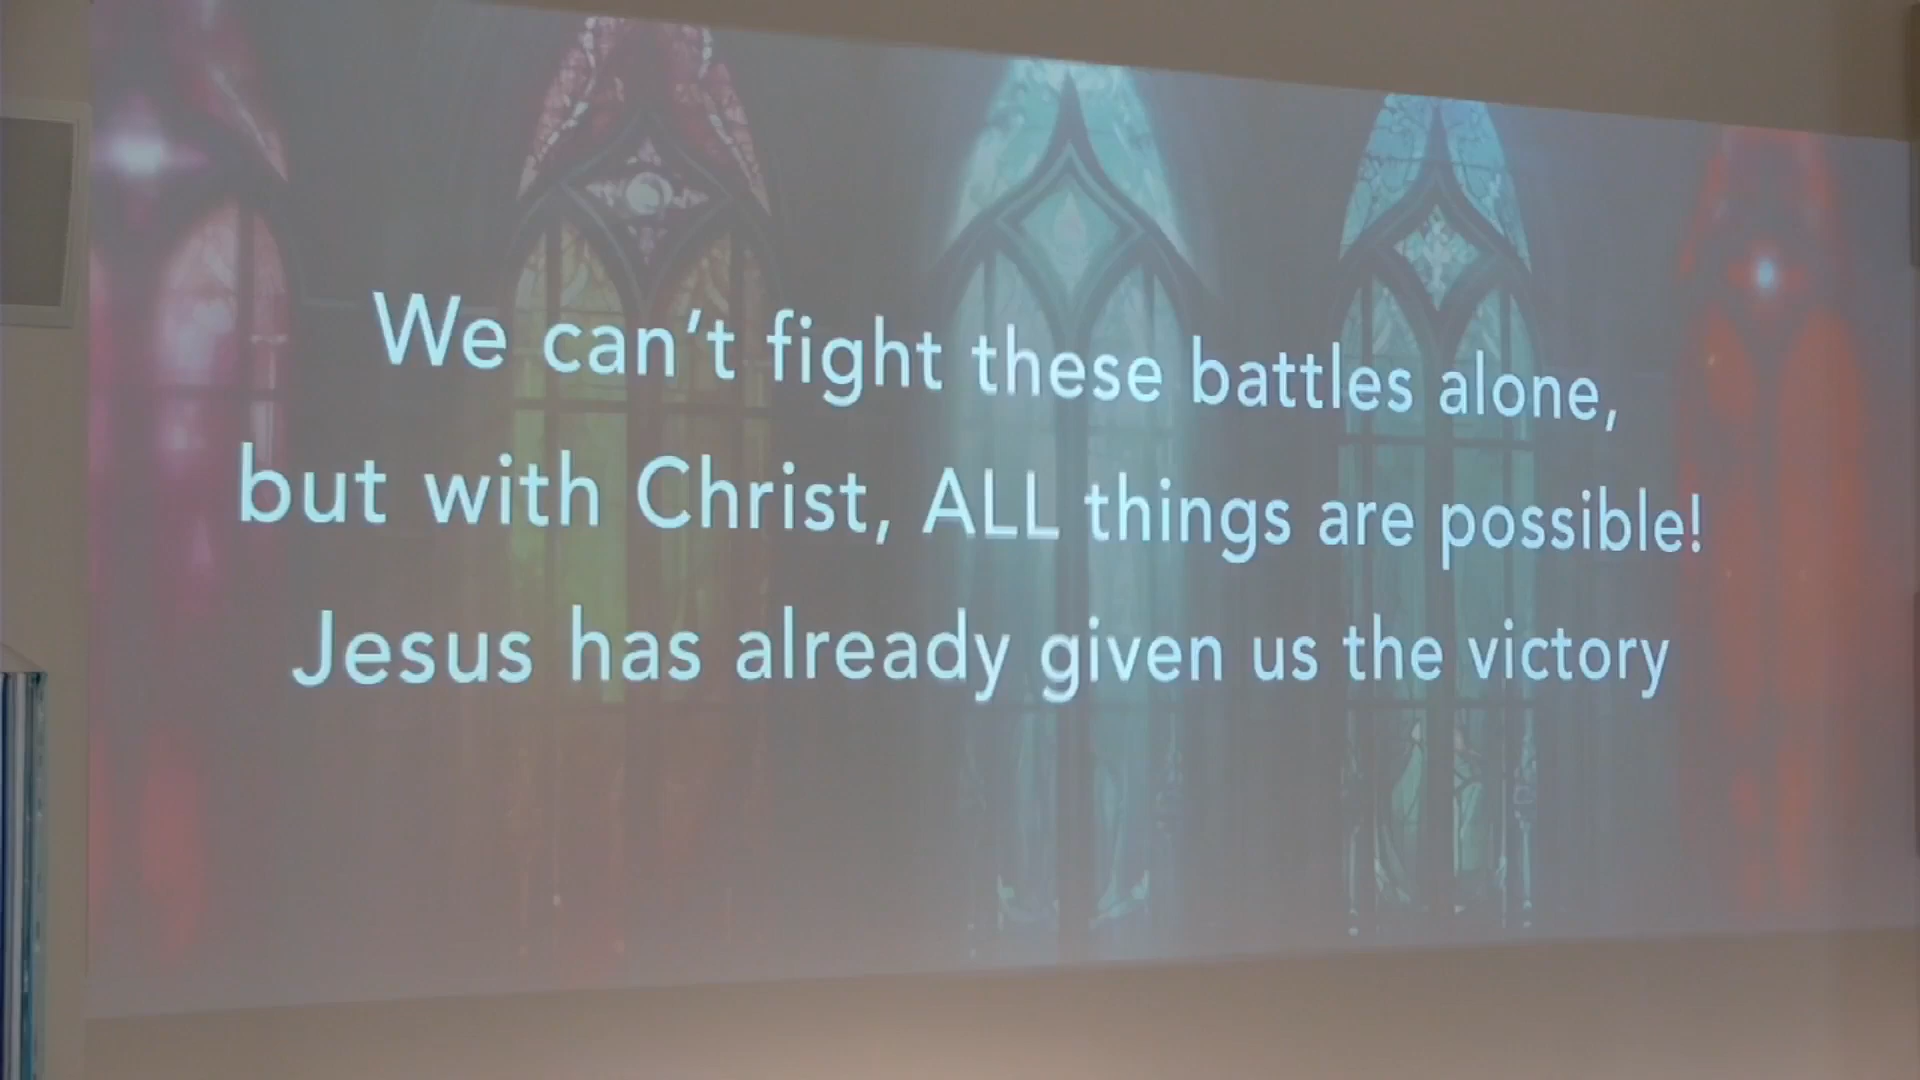 We can’t fight these battles alone,
but with Christ, ALL things are possible!
Jesus has already given us the victory